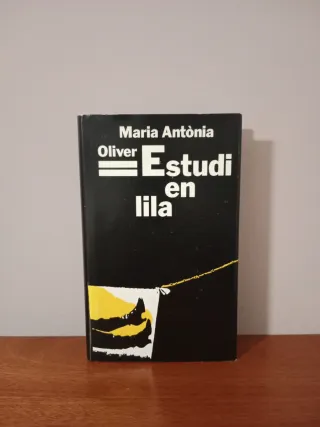 Maria Antònia
Oliver Estudi
en
lila